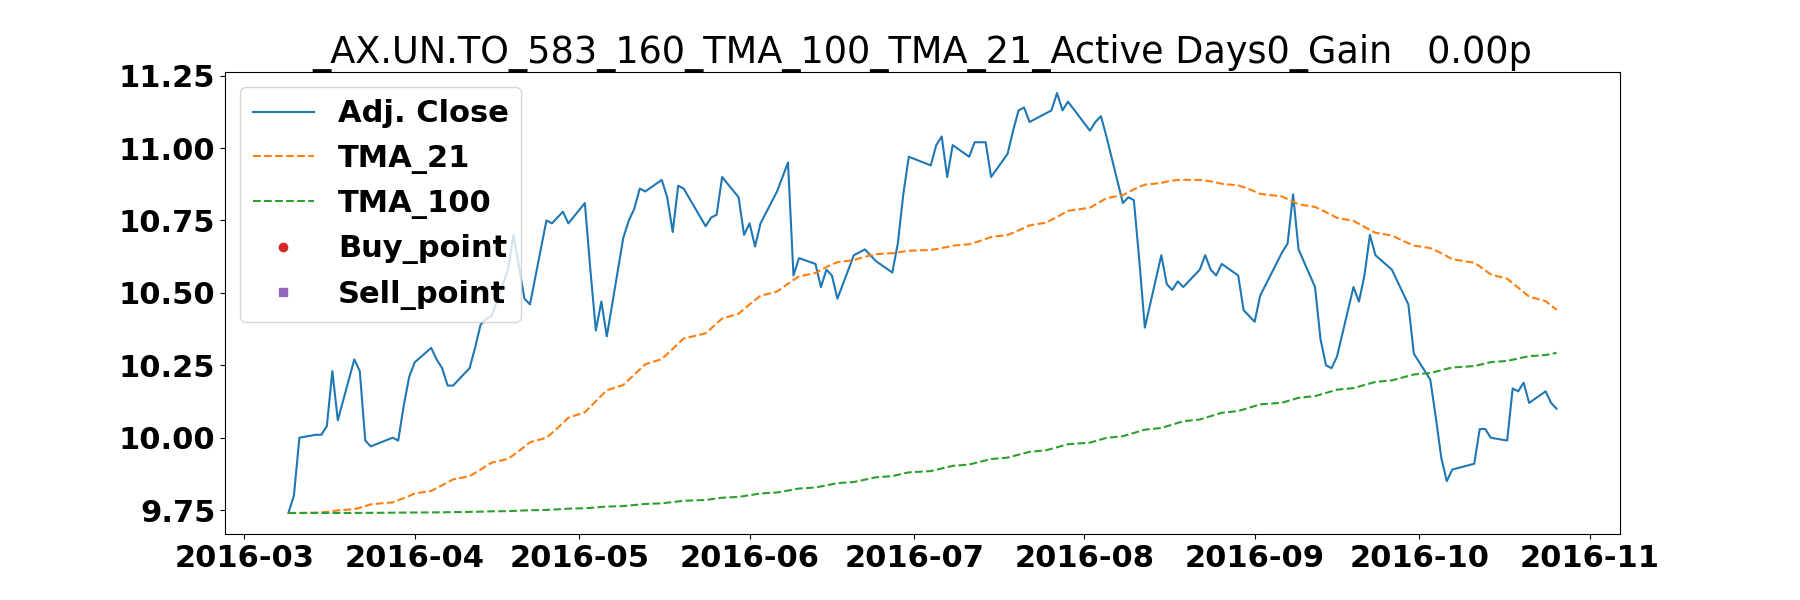 _AX.UN.TO_583_160_TMA_100_TMA_21_Active Days0_Gain   0.00p
11.25
11.00
10.75
10.50
10.25
10.00
9.75
Adj. Close
TMA_21
TMA_100
Buy_point
Sell_point
2016-03 2016-04 2016-05 2016-06 2016-07 2016-08 2016-09 2016-10 2016-11